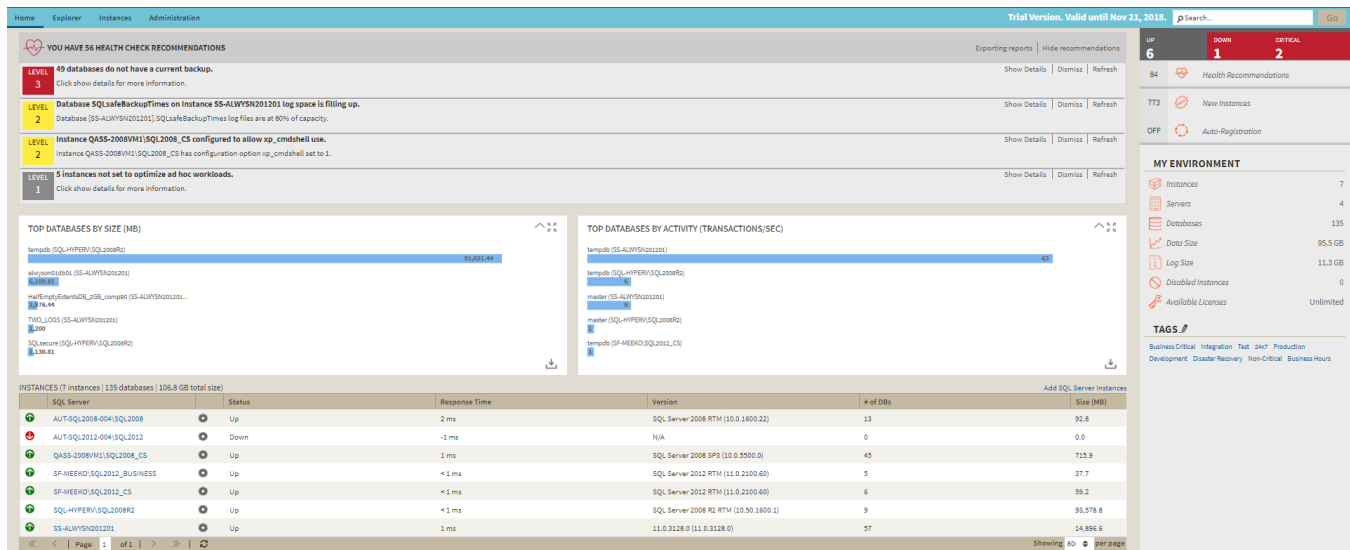 Home Explorer Instances Administration Trial Version. Valid until Nov 21, 2018. Search... Go
YOU HAVE 56 HEALTH CHECK RECOMMENDATIONS Exporting reports | Hide recommendations
LEVEL 3 49 databases do not have a current backup. Show Details | Dismiss | Refresh
Click show details for more information.
LEVEL 2 Database SQLsafeBackupTimes on Instance SS-ALWYSN201201 log space is filling up. Show Details | Dismiss | Refresh
Database [SS-ALWYSN201201].SQLsafeBackupTimes log files are at 80% of capacity.
LEVEL 2 Instance QASS-2008VM1\SQL2008_CS configured to allow xp_cmdshell use. Show Details | Dismiss | Refresh
Instance QASS-2008VM1\SQL2008_CS has configuration option xp_cmdshell set to 1.
LEVEL 1 5 instances not set to optimize ad hoc workloads. Show Details | Dismiss | Refresh
Click show details for more information.
TOP DATABASES BY SIZE (MB)
tempdb (SQL-HYPERV\SQL2008R2)
91,651.44
alwyson01db01 (SS-ALWYSN201201)
6,109.81
HalfEmptyExtentsDB_2GB_comp90 (SS-ALWYSN201201...
1,976.44
TWO_LOGS (SS-ALWYSN201201)
1,200
SQLsecure (SQL-HYPERV\SQL2008R2)
1,130.81
TOP DATABASES BY ACTIVITY (TRANSACTIONS/SEC)
tempdb (SS-ALWYSN201201)
63
tempdb (SQL-HYPERV\SQL2008R2)
6
master (SS-ALWYSN201201)
6
master (SQL-HYPERV\SQL2008R2)
1
tempdb (SF-MEEKO\SQL2012_CS)
1
INSTANCES (7 Instances | 135 databases | 106.8 GB total size) Add SQL Server Instances
SQL Server Status Response Time Version # of DBs Size (MB)
AUT-SQL2008-004\SQL2008 Up 2 ms SQL Server 2008 RTM (10.0.1600.22) 13 92.8
AUT-SQL2012-004\SQL2012 Down -1 ms N/A 0 0.0
QASS-2008VM1\SQL2008_CS Up 1 ms SQL Server 2008 SP3 (10.0.5500.0) 45 715.9
SF-MEEKO\SQL2012_BUSINESS Up < 1 ms SQL Server 2012 RTM (11.0.2100.60) 5 37.7
SF-MEEKO\SQL2012_CS Up < 1 ms SQL Server 2012 RTM (11.0.2100.60) 6 59.2
SQL-HYPERV\SQL2008R2 Up < 1 ms SQL Server 2008 R2 RTM (10.50.1600.1) 9 93,578.8
SS-ALWYSN201201 Up 1 ms 11.0.3128.0 (11.0.3128.0) 57 14,896.6
Page 1 of 1 Showing 80 per page
UP DOWN CRITICAL
6 1 2
84 Health Recommendations
773 New Instances
OFF Auto-Registration
MY ENVIRONMENT
Instances 7
Servers 4
Databases 135
Data Size 95.5 GB
Log Size 11.3 GB
Disabled Instances 0
Available Licenses Unlimited
TAGS
Business Critical Integration Test 24x7 Production
Development Disaster Recovery Non-Critical Business Hours